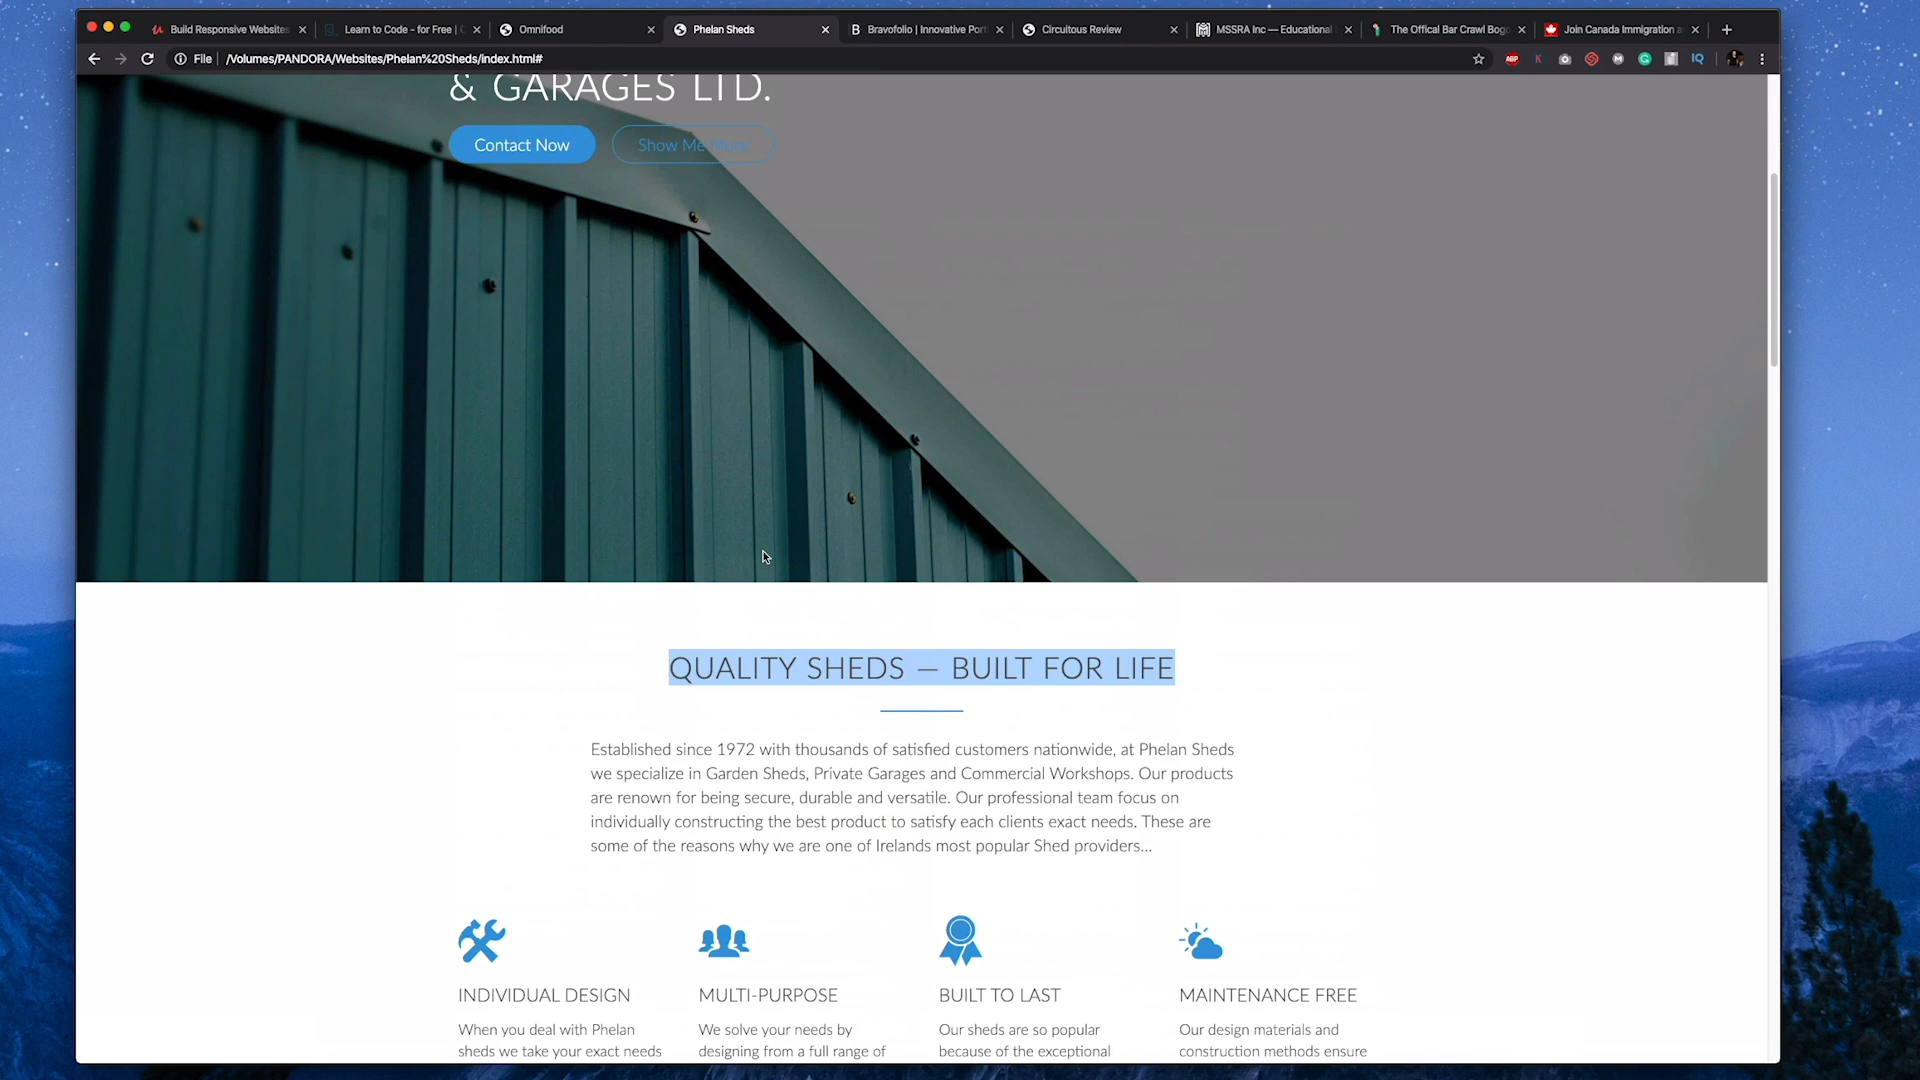 Build Responsive Websites
Learn to Code - for Free |
Omnifood
Phelan Sheds
Bravofolio | Innovative Port
Circuitous Review
MSSRA Inc — Educational
The Offical Bar Crawl Bogo
Join Canada Immigration
File
/Volumes/PANDORA/Websites/Phelan%20Sheds/index.html#
ABP
K
M
G
IQ
& GARAGES LTD.
Contact Now
Show Me More
QUALITY SHEDS — BUILT FOR LIFE
Established since 1972 with thousands of satisfied customers nationwide, at Phelan Sheds
we specialize in Garden Sheds, Private Garages and Commercial Workshops. Our products
are renown for being secure, durable and versatile. Our professional team focus on
individually constructing the best product to satisfy each clients exact needs. These are
some of the reasons why we are one of Irelands most popular Shed providers...
INDIVIDUAL DESIGN
When you deal with Phelan
sheds we take your exact needs
MULTI-PURPOSE
We solve your needs by
designing from a full range of
BUILT TO LAST
Our sheds are so popular
because of the exceptional
MAINTENANCE FREE
Our design materials and
construction methods ensure